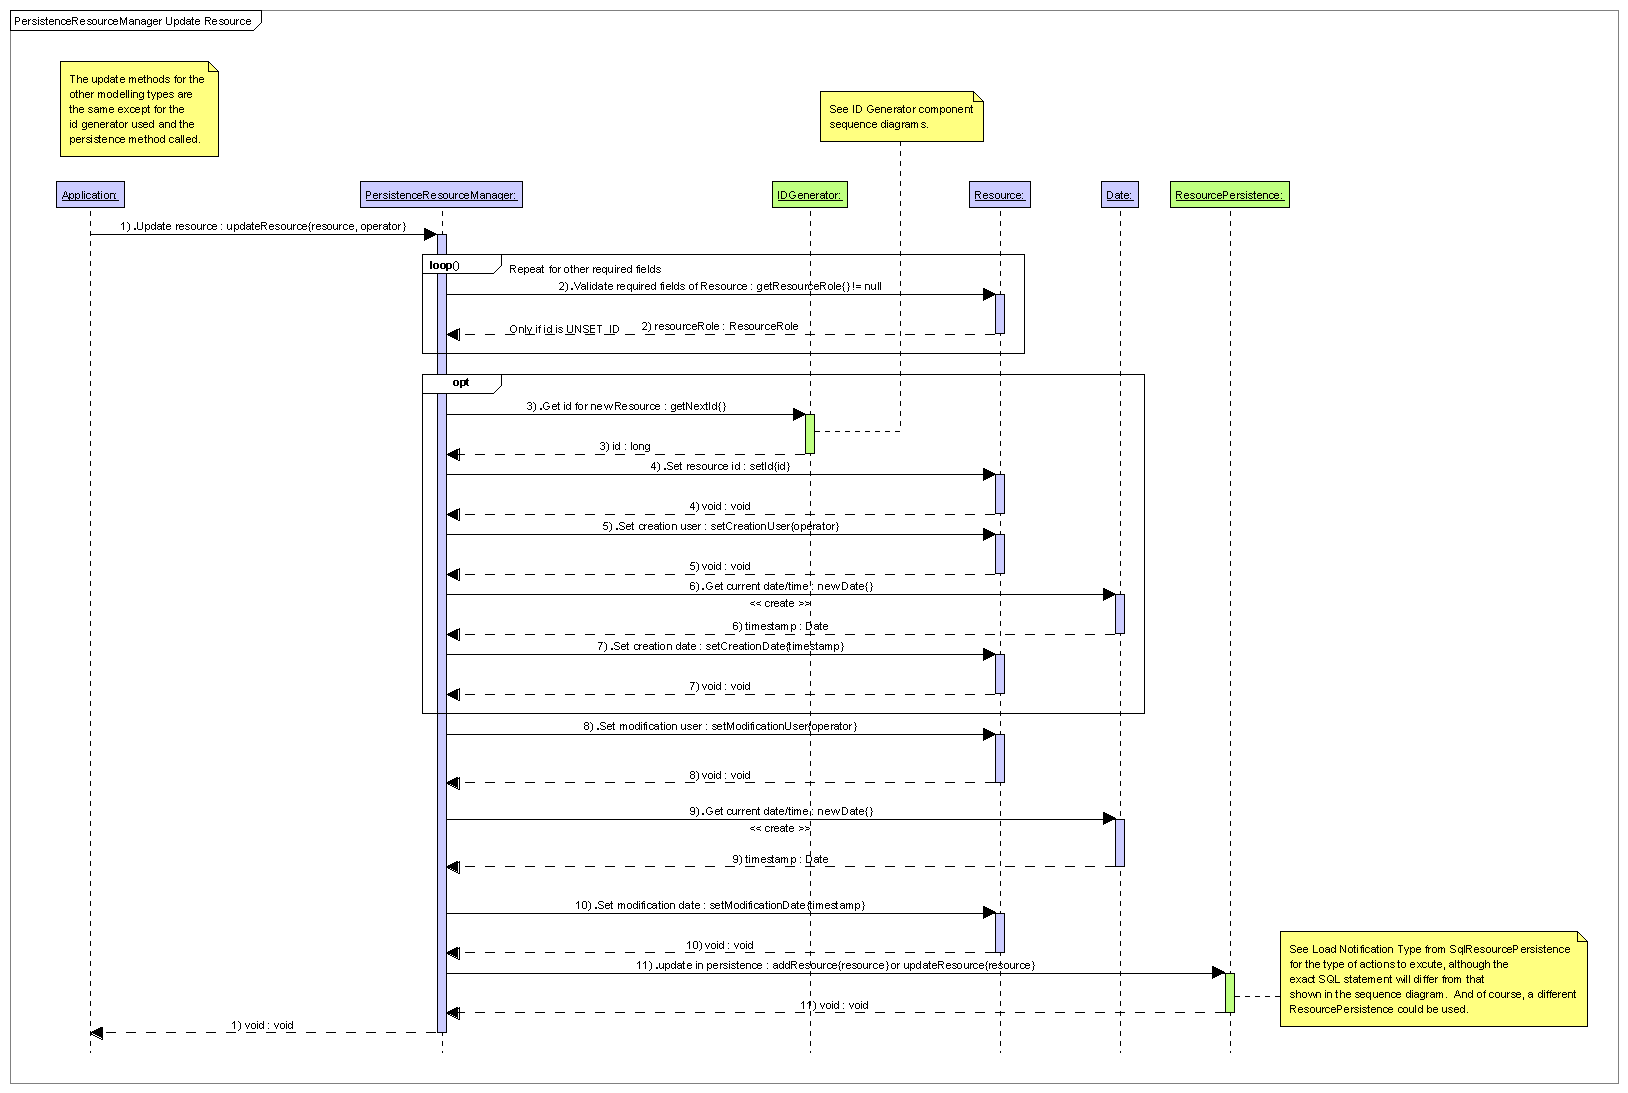 PersistenceResourceManager Update Resource
The update methods for the
other modelling types are
the same except for the
id generator used and the
persistence method called.
See ID Generator component
sequence diagrams.
Application:
PersistenceResourceManager:
IDGenerator:
Resource:
Date:
ResourcePersistence:
1).Update resource : updateResource{resource, operator}
loop()
Repeat for other required fields
2).Validate required fields of Resource : getResourceRole{} != null
Only if id is UNSET_ID
2) resourceRole : ResourceRole
opt
3).Get id for new Resource : getNextId{}
3) id : long
4).Set resource id : setId{id}
4) void : void
5).Set creation user : setCreationUser{operator}
5) void : void
6).Get current date/time : new Date{}
<< create >>
6) timestamp : Date
7).Set creation date : setCreationDate{timestamp}
7) void : void
8).Set modification user : setModificationUser{operator}
8) void : void
9).Get current date/time : new Date{}
<< create >>
9) timestamp : Date
10).Set modification date : setModificationDate{timestamp}
10) void : void
11).update in persistence : addResource{resource} or updateResource{resource}
11) void : void
See Load Notification Type from SqlResourcePersistence
for the type of actions to excute, although the
exact SQL statement will differ from that
shown in the sequence diagram.  And of course, a different
ResourcePersistence could be used.
1) void : void